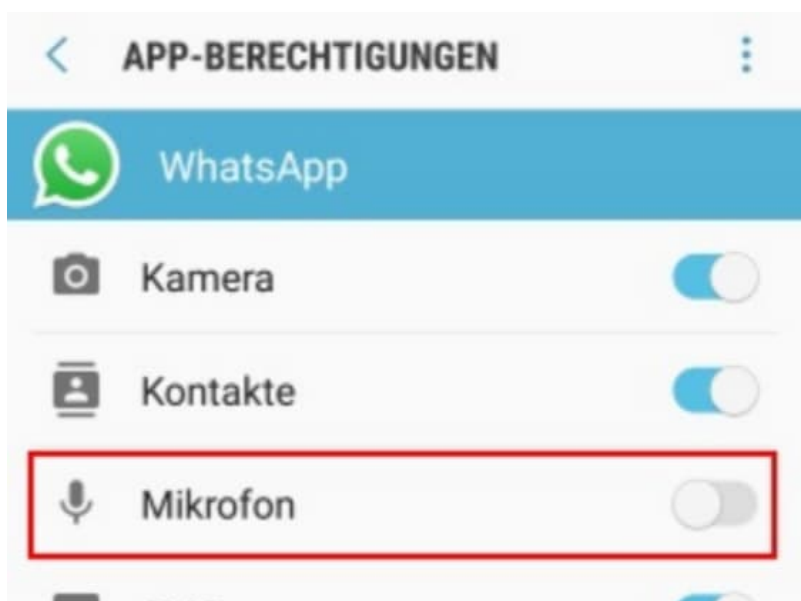 APP-BERECHTIGUNGEN
WhatsApp
Kamera
Kontakte
Mikrofon